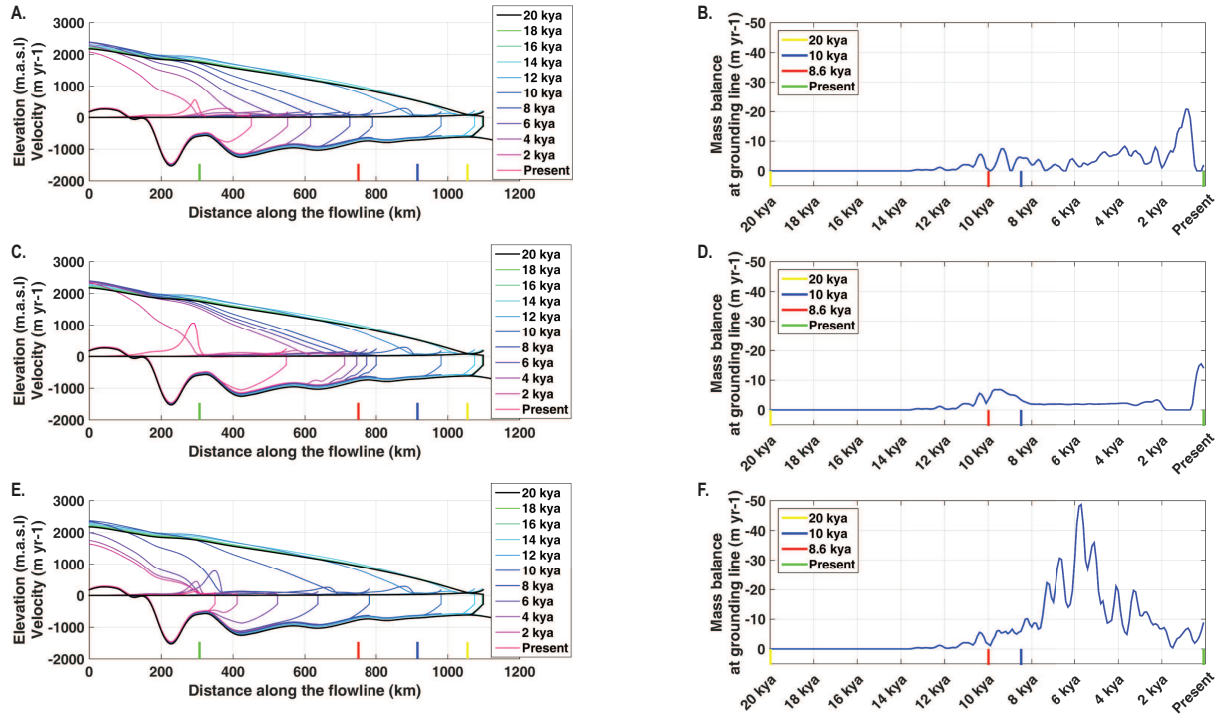 A.
Elevation (m.a.s.l)
Velocity (m yr-1)
3000
2000
1000
0
-1000
-2000
0 200 400 600 800 1000 1200
Distance along the flowline (km)
20 kya
18 kya
16 kya
14 kya
12 kya
10 kya
8 kya
6 kya
4 kya
2 kya
Present
B.
Mass balance
at grounding line (m yr-1)
-50
-40
-30
-20
-10
0
20 kya
10 kya
8.6 kya
Present
20 kya 18 kya 16 kya 14 kya 12 kya 10 kya 8 kya 6 kya 4 kya 2 kya Present
C.
Elevation (m.a.s.l)
Velocity (m yr-1)
3000
2000
1000
0
-1000
-2000
0 200 400 600 800 1000 1200
Distance along the flowline (km)
20 kya
18 kya
16 kya
14 kya
12 kya
10 kya
8 kya
6 kya
4 kya
2 kya
Present
D.
Mass balance
at grounding line (m yr-1)
-50
-40
-30
-20
-10
0
20 kya
10 kya
8.6 kya
Present
20 kya 18 kya 16 kya 14 kya 12 kya 10 kya 8 kya 6 kya 4 kya 2 kya Present
E.
Elevation (m.a.s.l)
Velocity (m yr-1)
3000
2000
1000
0
-1000
-2000
0 200 400 600 800 1000 1200
Distance along the flowline (km)
20 kya
18 kya
16 kya
14 kya
12 kya
10 kya
8 kya
6 kya
4 kya
2 kya
Present
F.
Mass balance
at grounding line (m yr-1)
-50
-40
-30
-20
-10
0
20 kya
10 kya
8.6 kya
Present
20 kya 18 kya 16 kya 14 kya 12 kya 10 kya 8 kya 6 kya 4 kya 2 kya Present